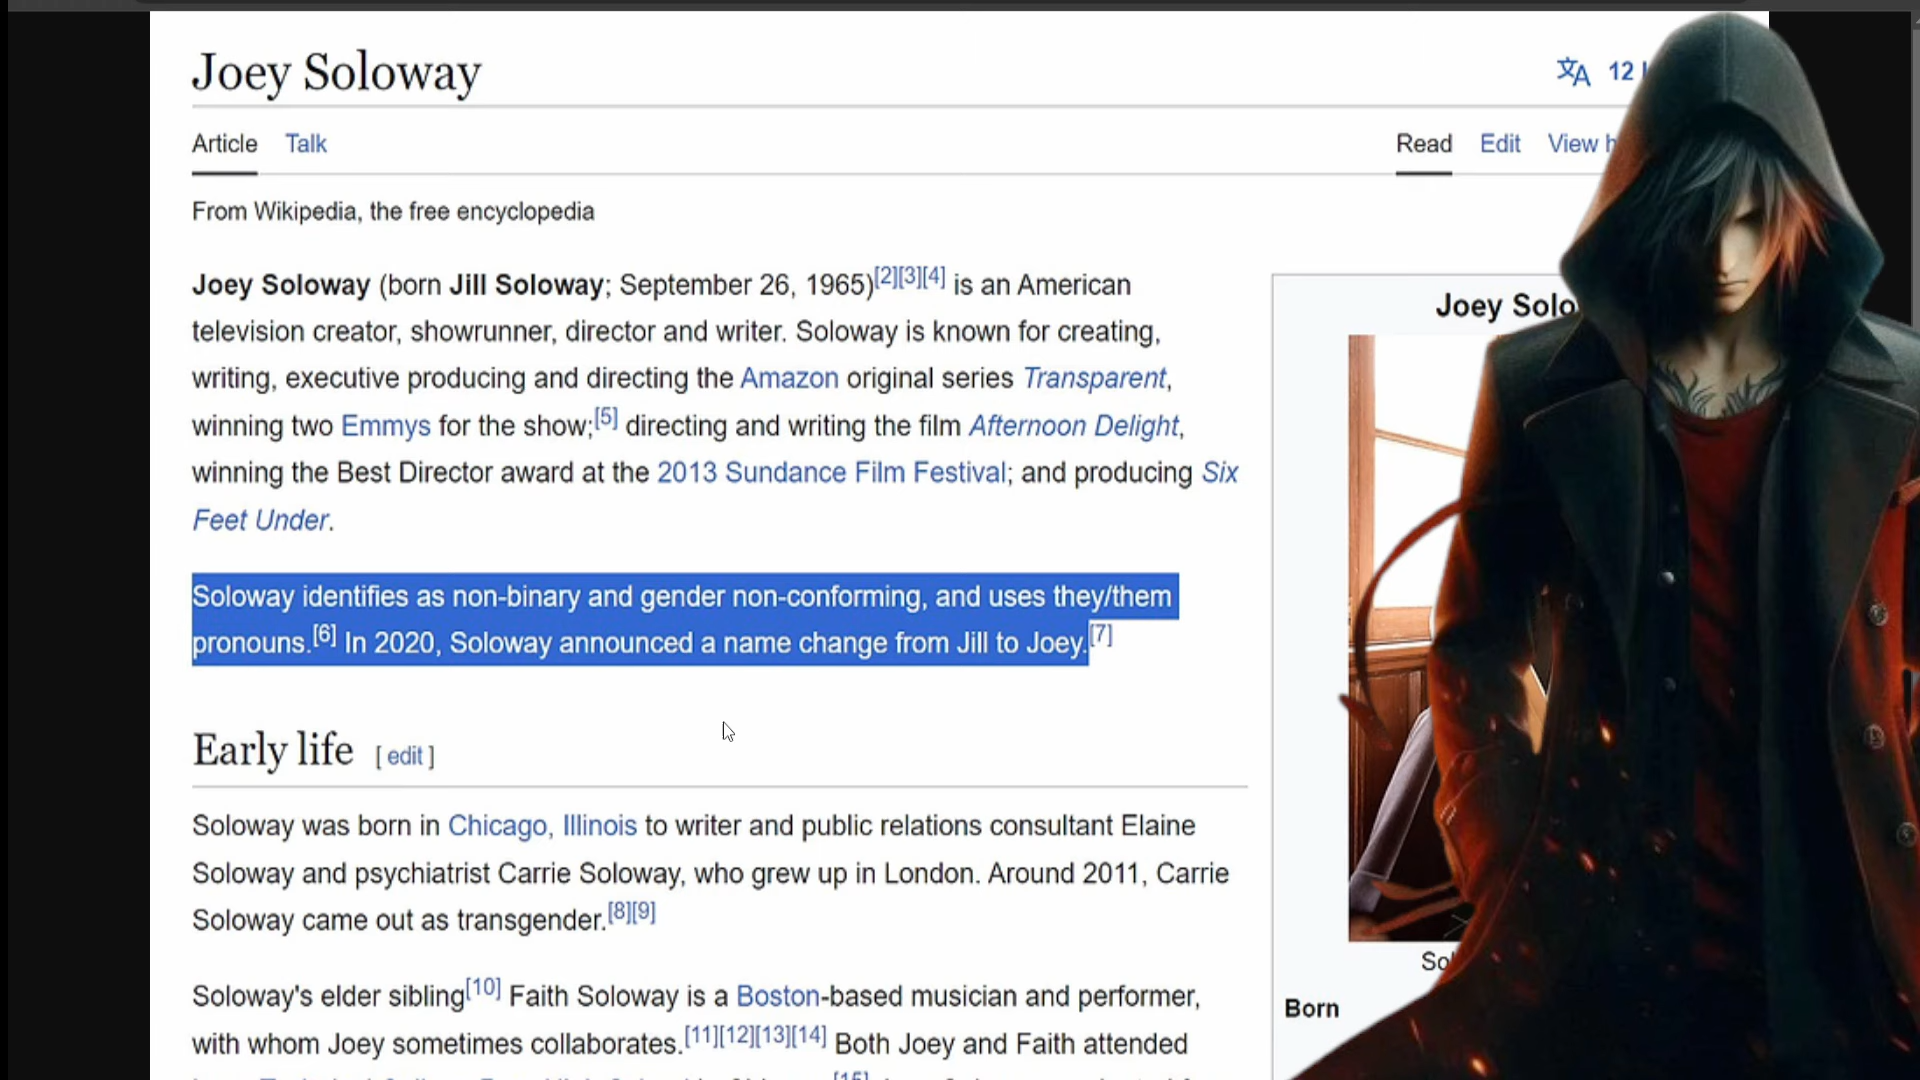 Joey Soloway
12
Article Talk
Read Edit View
From Wikipedia, the free encyclopedia
Joey Soloway (born Jill Soloway; September 26, 1965)[2][3][4] is an American
television creator, showrunner, director and writer. Soloway is known for creating,
writing, executive producing and directing the Amazon original series Transparent,
winning two Emmys for the show;[5] directing and writing the film Afternoon Delight,
winning the Best Director award at the 2013 Sundance Film Festival; and producing Six
Feet Under.
Soloway identifies as non-binary and gender non-conforming, and uses they/them
pronouns.[6] In 2020, Soloway announced a name change from Jill to Joey.[7]
Early life [ edit ]
Soloway was born in Chicago, Illinois to writer and public relations consultant Elaine
Soloway and psychiatrist Carrie Soloway, who grew up in London. Around 2011, Carrie
Soloway came out as transgender.[8][9]
Soloway's elder sibling[10] Faith Soloway is a Boston-based musician and performer,
with whom Joey sometimes collaborates.[11][12][13][14] Both Joey and Faith attended
Joey Solo
Sol
Born